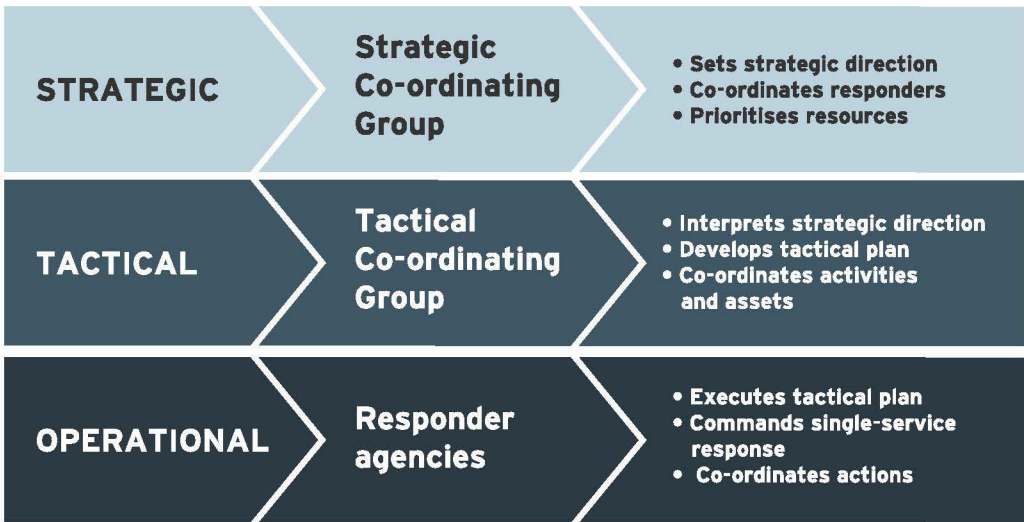 STRATEGIC
Strategic
Co-ordinating
Group
• Sets strategic direction
• Co-ordinates responders
• Prioritises resources
TACTICAL
Tactical
Co-ordinating
Group
• Interprets strategic direction
• Develops tactical plan
• Co-ordinates activities
and assets
OPERATIONAL
Responder
agencies
• Executes tactical plan
• Commands single-service
response
• Co-ordinates actions